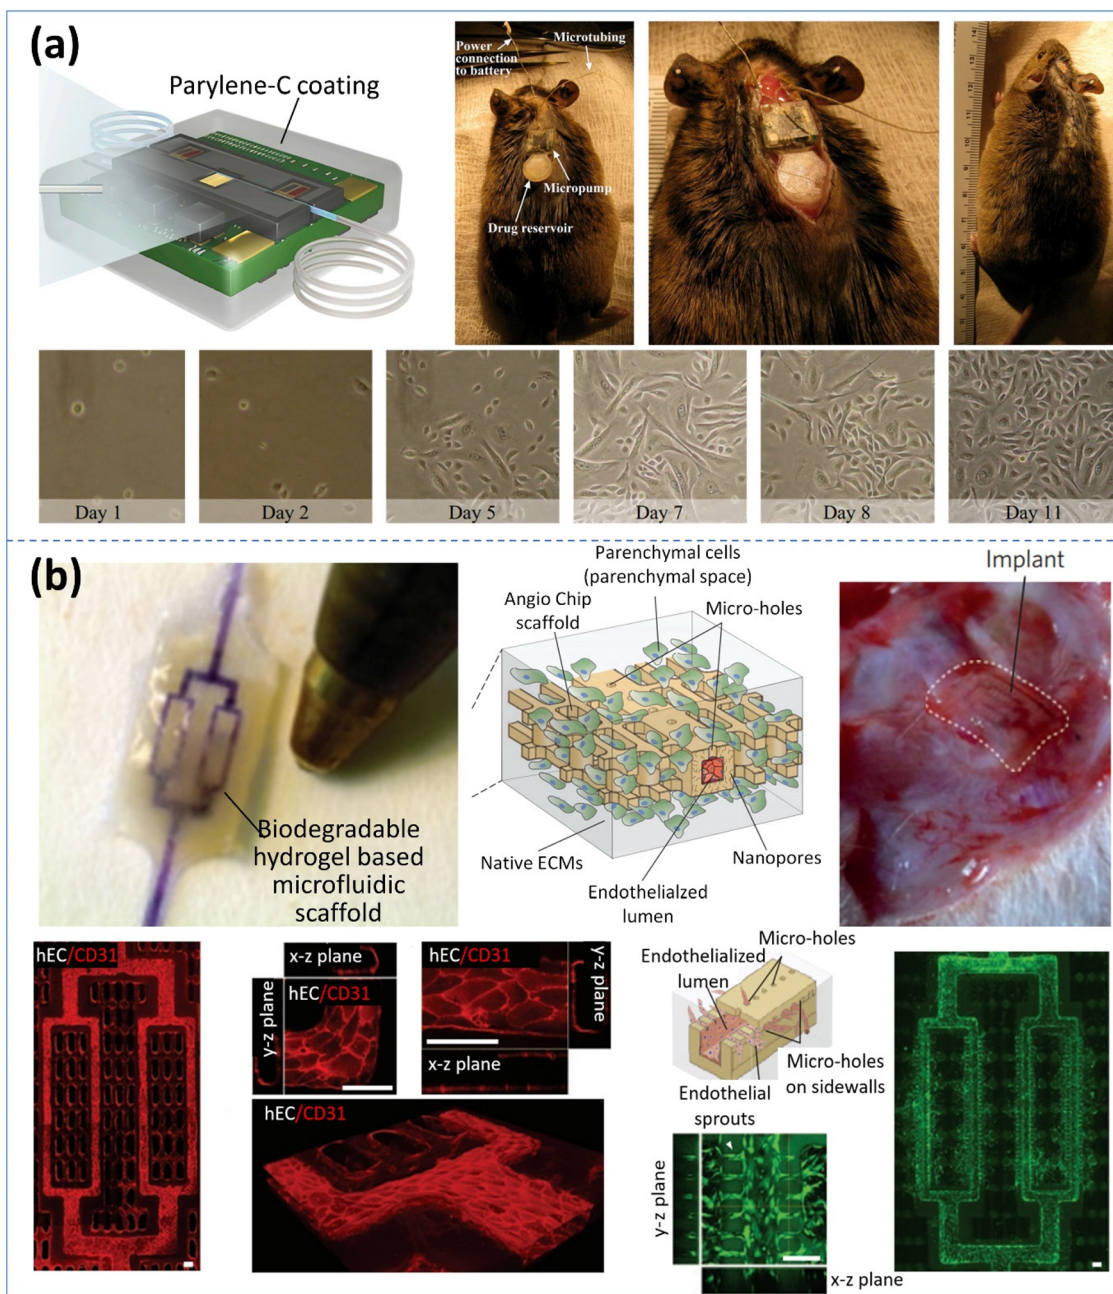 (a)
Parylene-C coating
Power
connection
to battery
Microtubing
Micropump
Drug reservoir
Day 1
Day 2
Day 5
Day 7
Day 8
Day 11
(b)
Biodegradable
hydrogel based
microfluidic
scaffold
Parenchymal cells
(parenchymal space)
Angio Chip
scaffold
Micro-holes
Native ECMs
Nanopores
Endothelialzed
lumen
Implant
hEC/CD31
x-z plane
y-z plane
hEC/CD31
hEC/CD31
y-z plane
x-z plane
hEC/CD31
Micro-holes
Endothelialized
lumen
Micro-holes
on sidewalls
Endothelial
sprouts
y-z plane
x-z plane